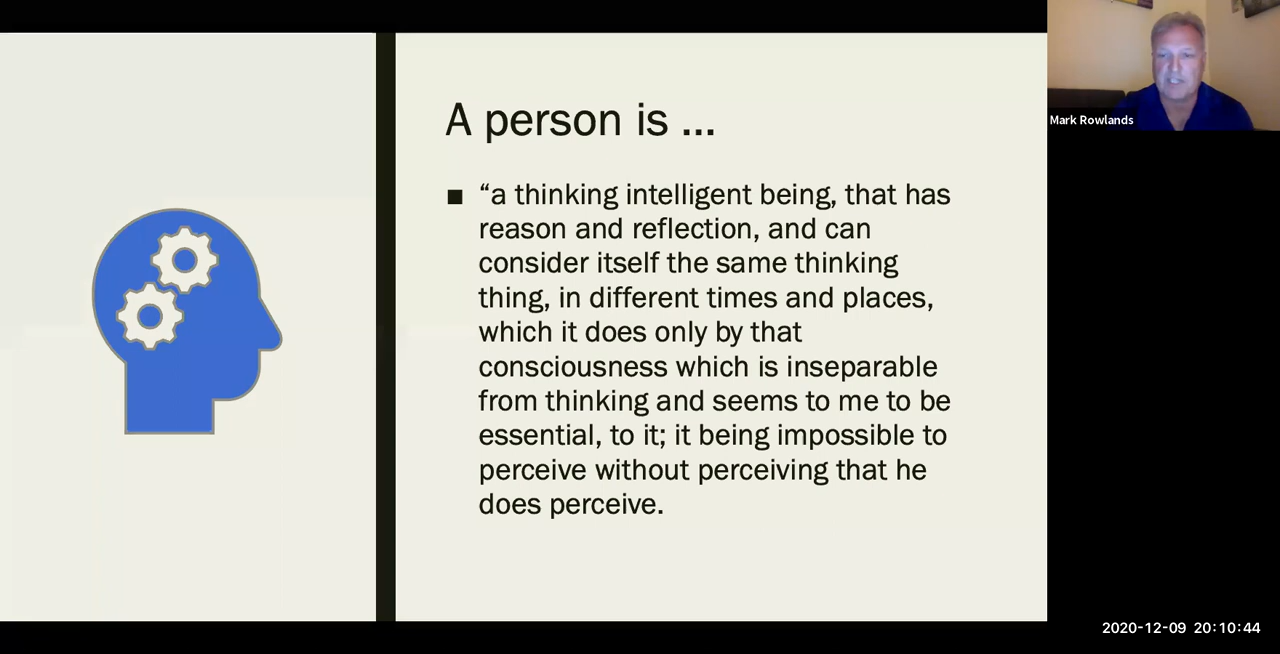 A person is ...
■ “a thinking intelligent being, that has
reason and reflection, and can
consider itself the same thinking
thing, in different times and places,
which it does only by that
consciousness which is inseparable
from thinking and seems to me to be
essential, to it; it being impossible to
perceive without perceiving that he
does perceive.
Mark Rowlands
2020-12-09 20:10:44